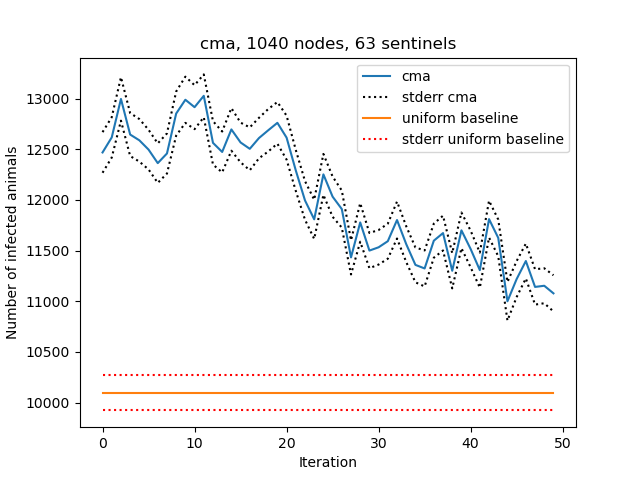 cma, 1040 nodes, 63 sentinels
cma
stderr cma
uniform baseline
stderr uniform baseline
Number of infected animals
13000
12500
12000
11500
11000
10500
10000
0 10 20 30 40 50
Iteration